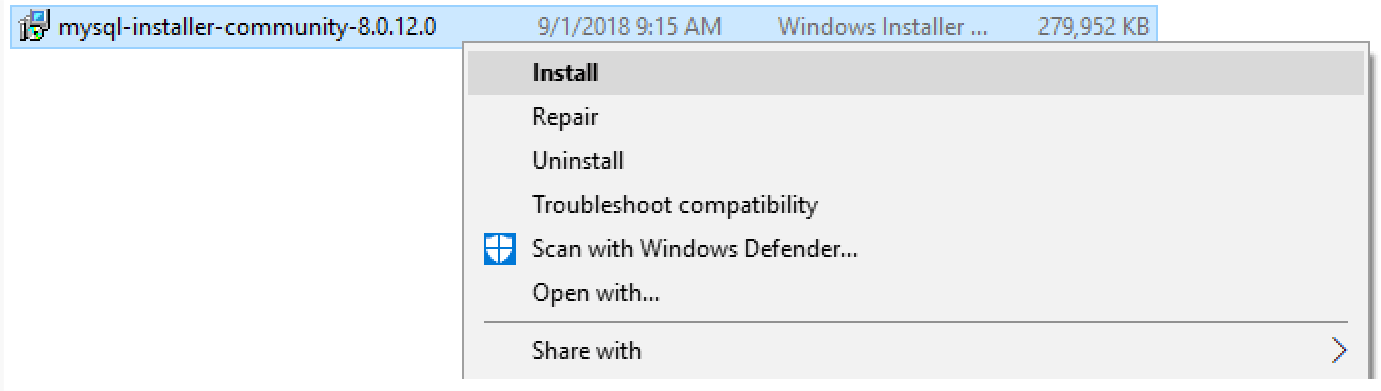 mysql-installer-community-8.0.12.0 9/1/2018 9:15 AM Windows Installer ... 279,952 KB
Install
Repair
Uninstall
Troubleshoot compatibility
Scan with Windows Defender...
Open with...
Share with